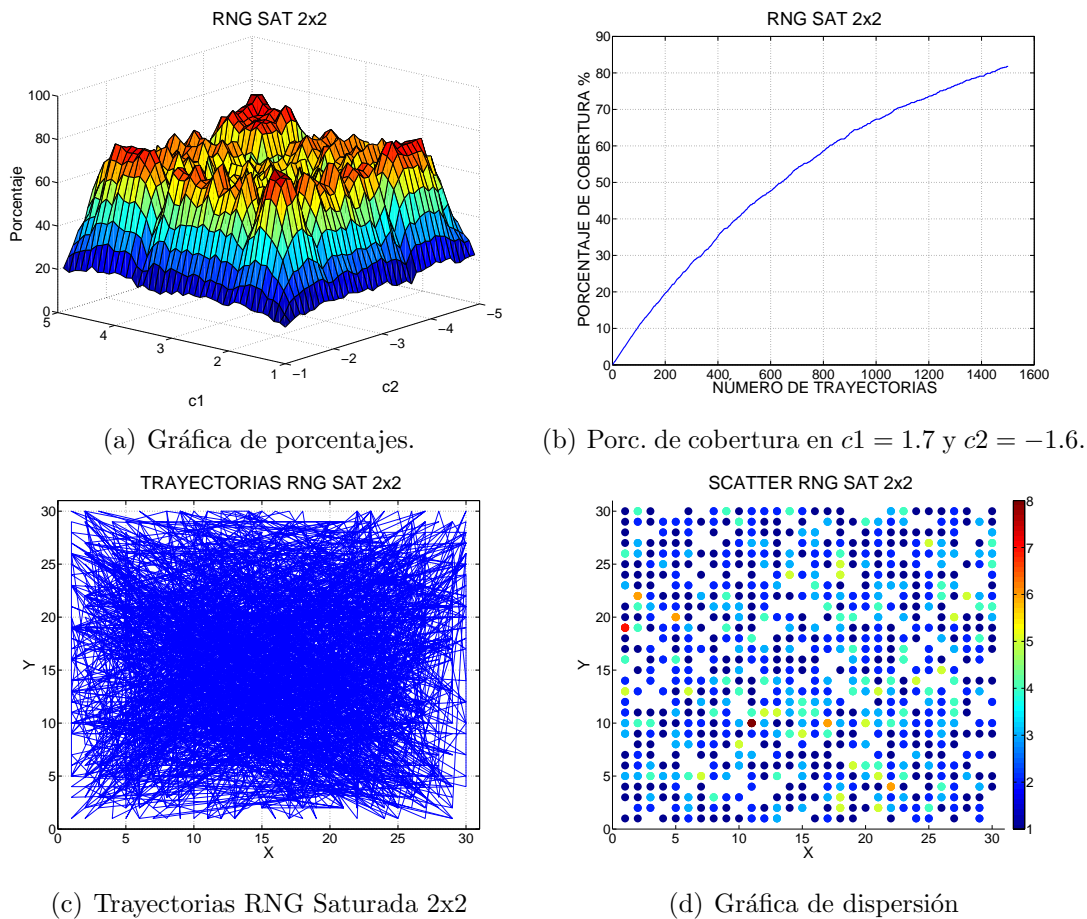 RNG SAT 2x2
100
80
60
40
20
0
Porcentaje
5
4
3
2
1
c1
−1
−2
−3
−4
−5
c2
(a) Gráfica de porcentajes.
RNG SAT 2x2
90
80
70
60
50
40
30
20
10
0
PORCENTAJE DE COBERTURA %
0 200 400 600 800 1000 1200 1400 1600
NÚMERO DE TRAYECTORIAS
(b) Porc. de cobertura en c1 = 1.7 y c2 = −1.6.
TRAYECTORIAS RNG SAT 2x2
30
25
20
15
10
5
0
Y
0 5 10 15 20 25 30
X
(c) Trayectorias RNG Saturada 2x2
SCATTER RNG SAT 2x2
30
25
20
15
10
5
0
Y
0 5 10 15 20 25 30
X
8
7
6
5
4
3
2
1
(d) Gráfica de dispersión